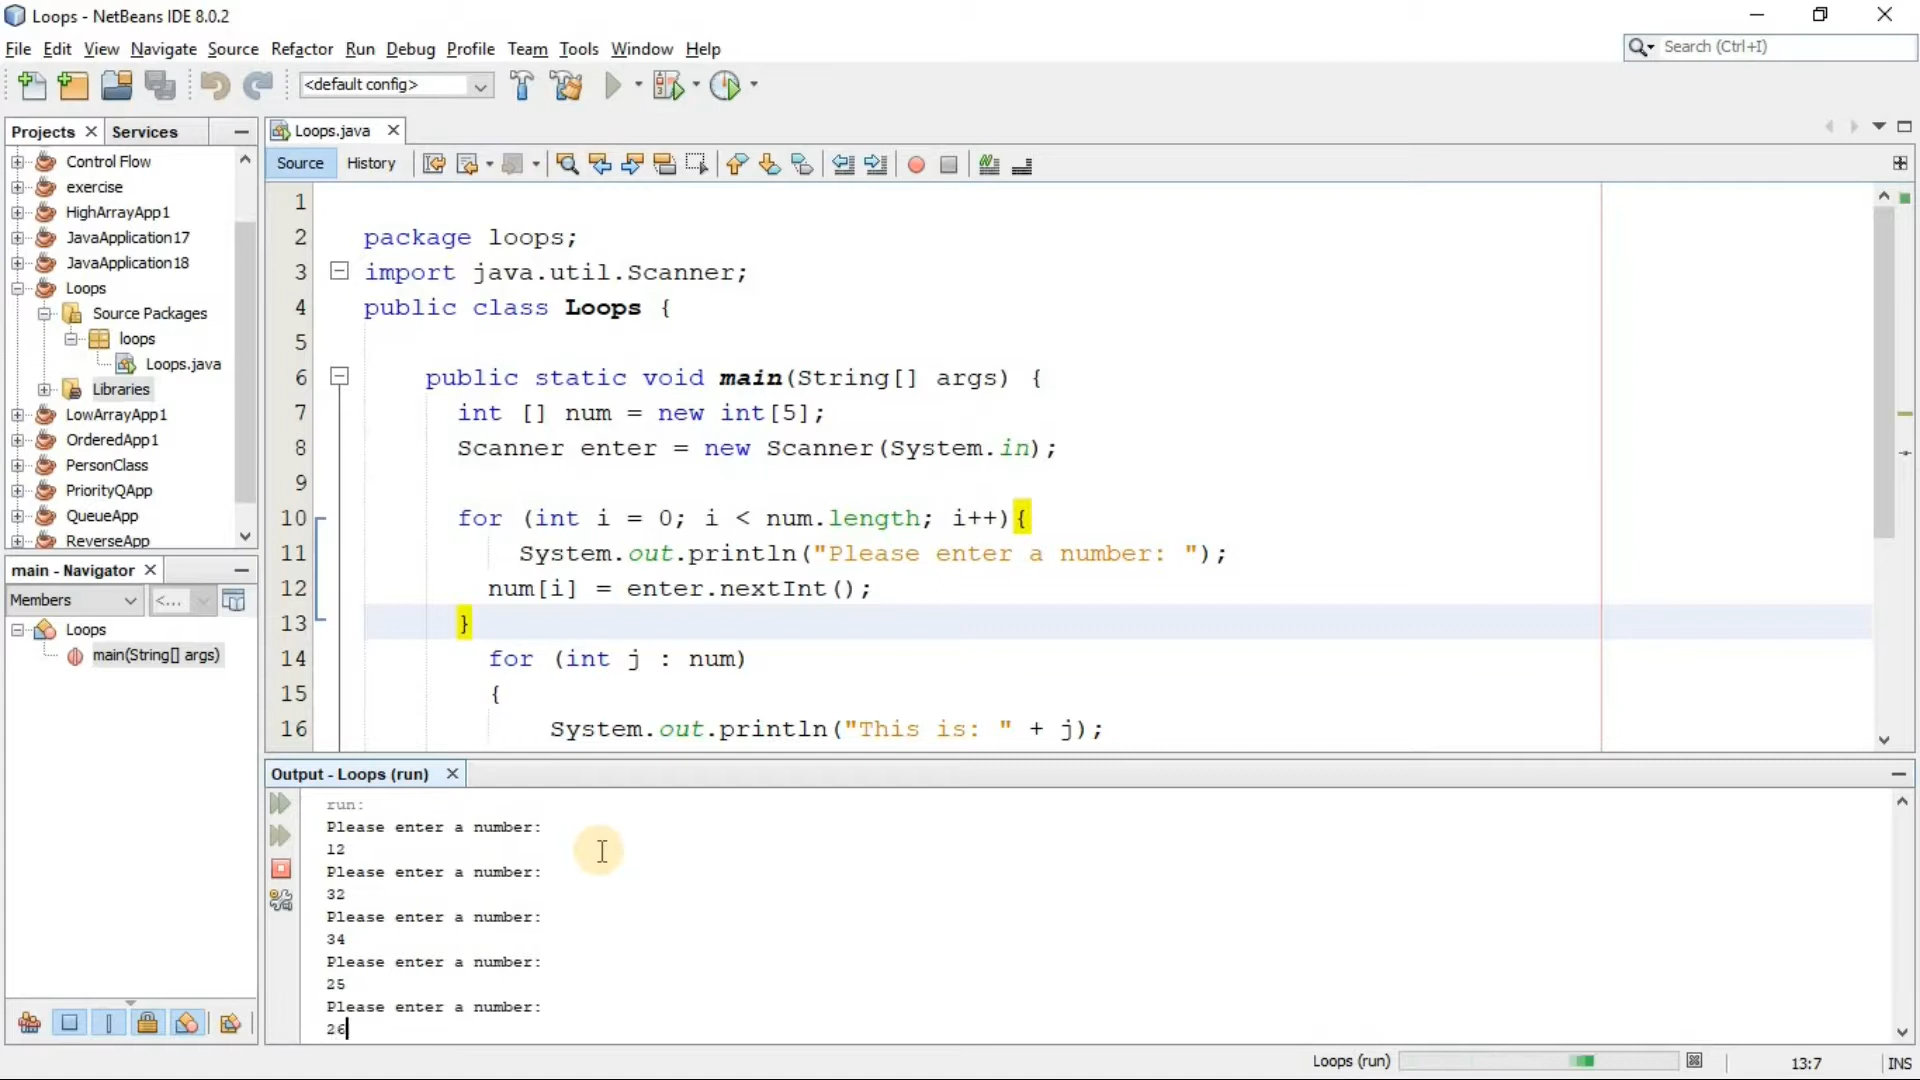 Loops - NetBeans IDE 8.0.2
File Edit View Navigate Source Refactor Run Debug Profile Team Tools Window Help
Search (Ctrl+I)
<default config>
Projects Services
Control Flow
exercise
HighArrayApp1
JavaApplication17
JavaApplication18
Loops
Source Packages
loops
Loops.java
Libraries
LowArrayApp1
OrderedApp1
PersonClass
PriorityQApp
QueueApp
ReverseApp
main - Navigator
Members <...
Loops
main(String[] args)
Loops.java
Source History
1
2 package loops;
3 import java.util.Scanner;
4 public class Loops {
5
6 public static void main(String[] args) {
7 int [] num = new int[5];
8 Scanner enter = new Scanner(System.in);
9
10 for (int i = 0; i < num.length; i++){
11 System.out.println("Please enter a number: ");
12 num[i] = enter.nextInt();
13 }
14 for (int j : num)
15 {
16 System.out.println("This is: " + j);
Output - Loops (run)
run:
Please enter a number:
12
Please enter a number:
32
Please enter a number:
34
Please enter a number:
25
Please enter a number:
26
Loops (run) 13:7 INS